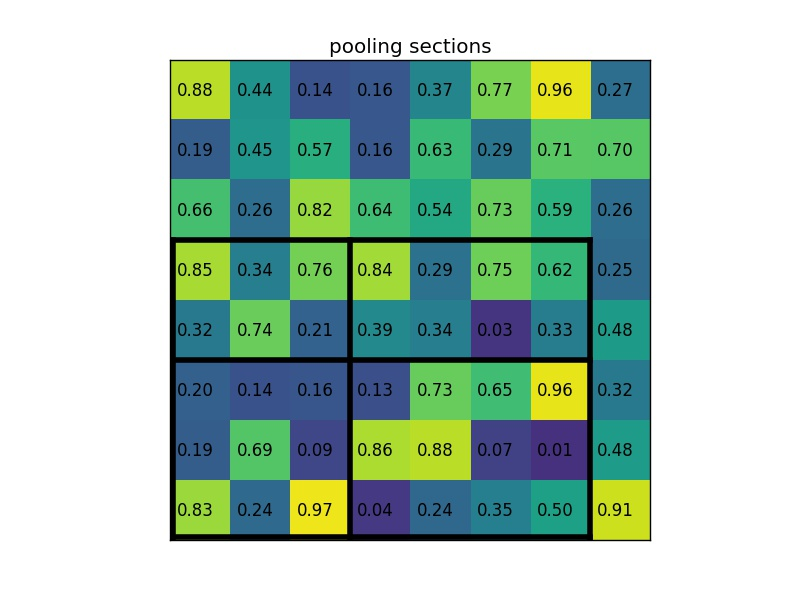 pooling sections
0.88 0.44 0.14 0.16 0.37 0.77 0.96 0.27
0.19 0.45 0.57 0.16 0.63 0.29 0.71 0.70
0.66 0.26 0.82 0.64 0.54 0.73 0.59 0.26
0.85 0.34 0.76 0.84 0.29 0.75 0.62 0.25
0.32 0.74 0.21 0.39 0.34 0.03 0.33 0.48
0.20 0.14 0.16 0.13 0.73 0.65 0.96 0.32
0.19 0.69 0.09 0.86 0.88 0.07 0.01 0.48
0.83 0.24 0.97 0.04 0.24 0.35 0.50 0.91